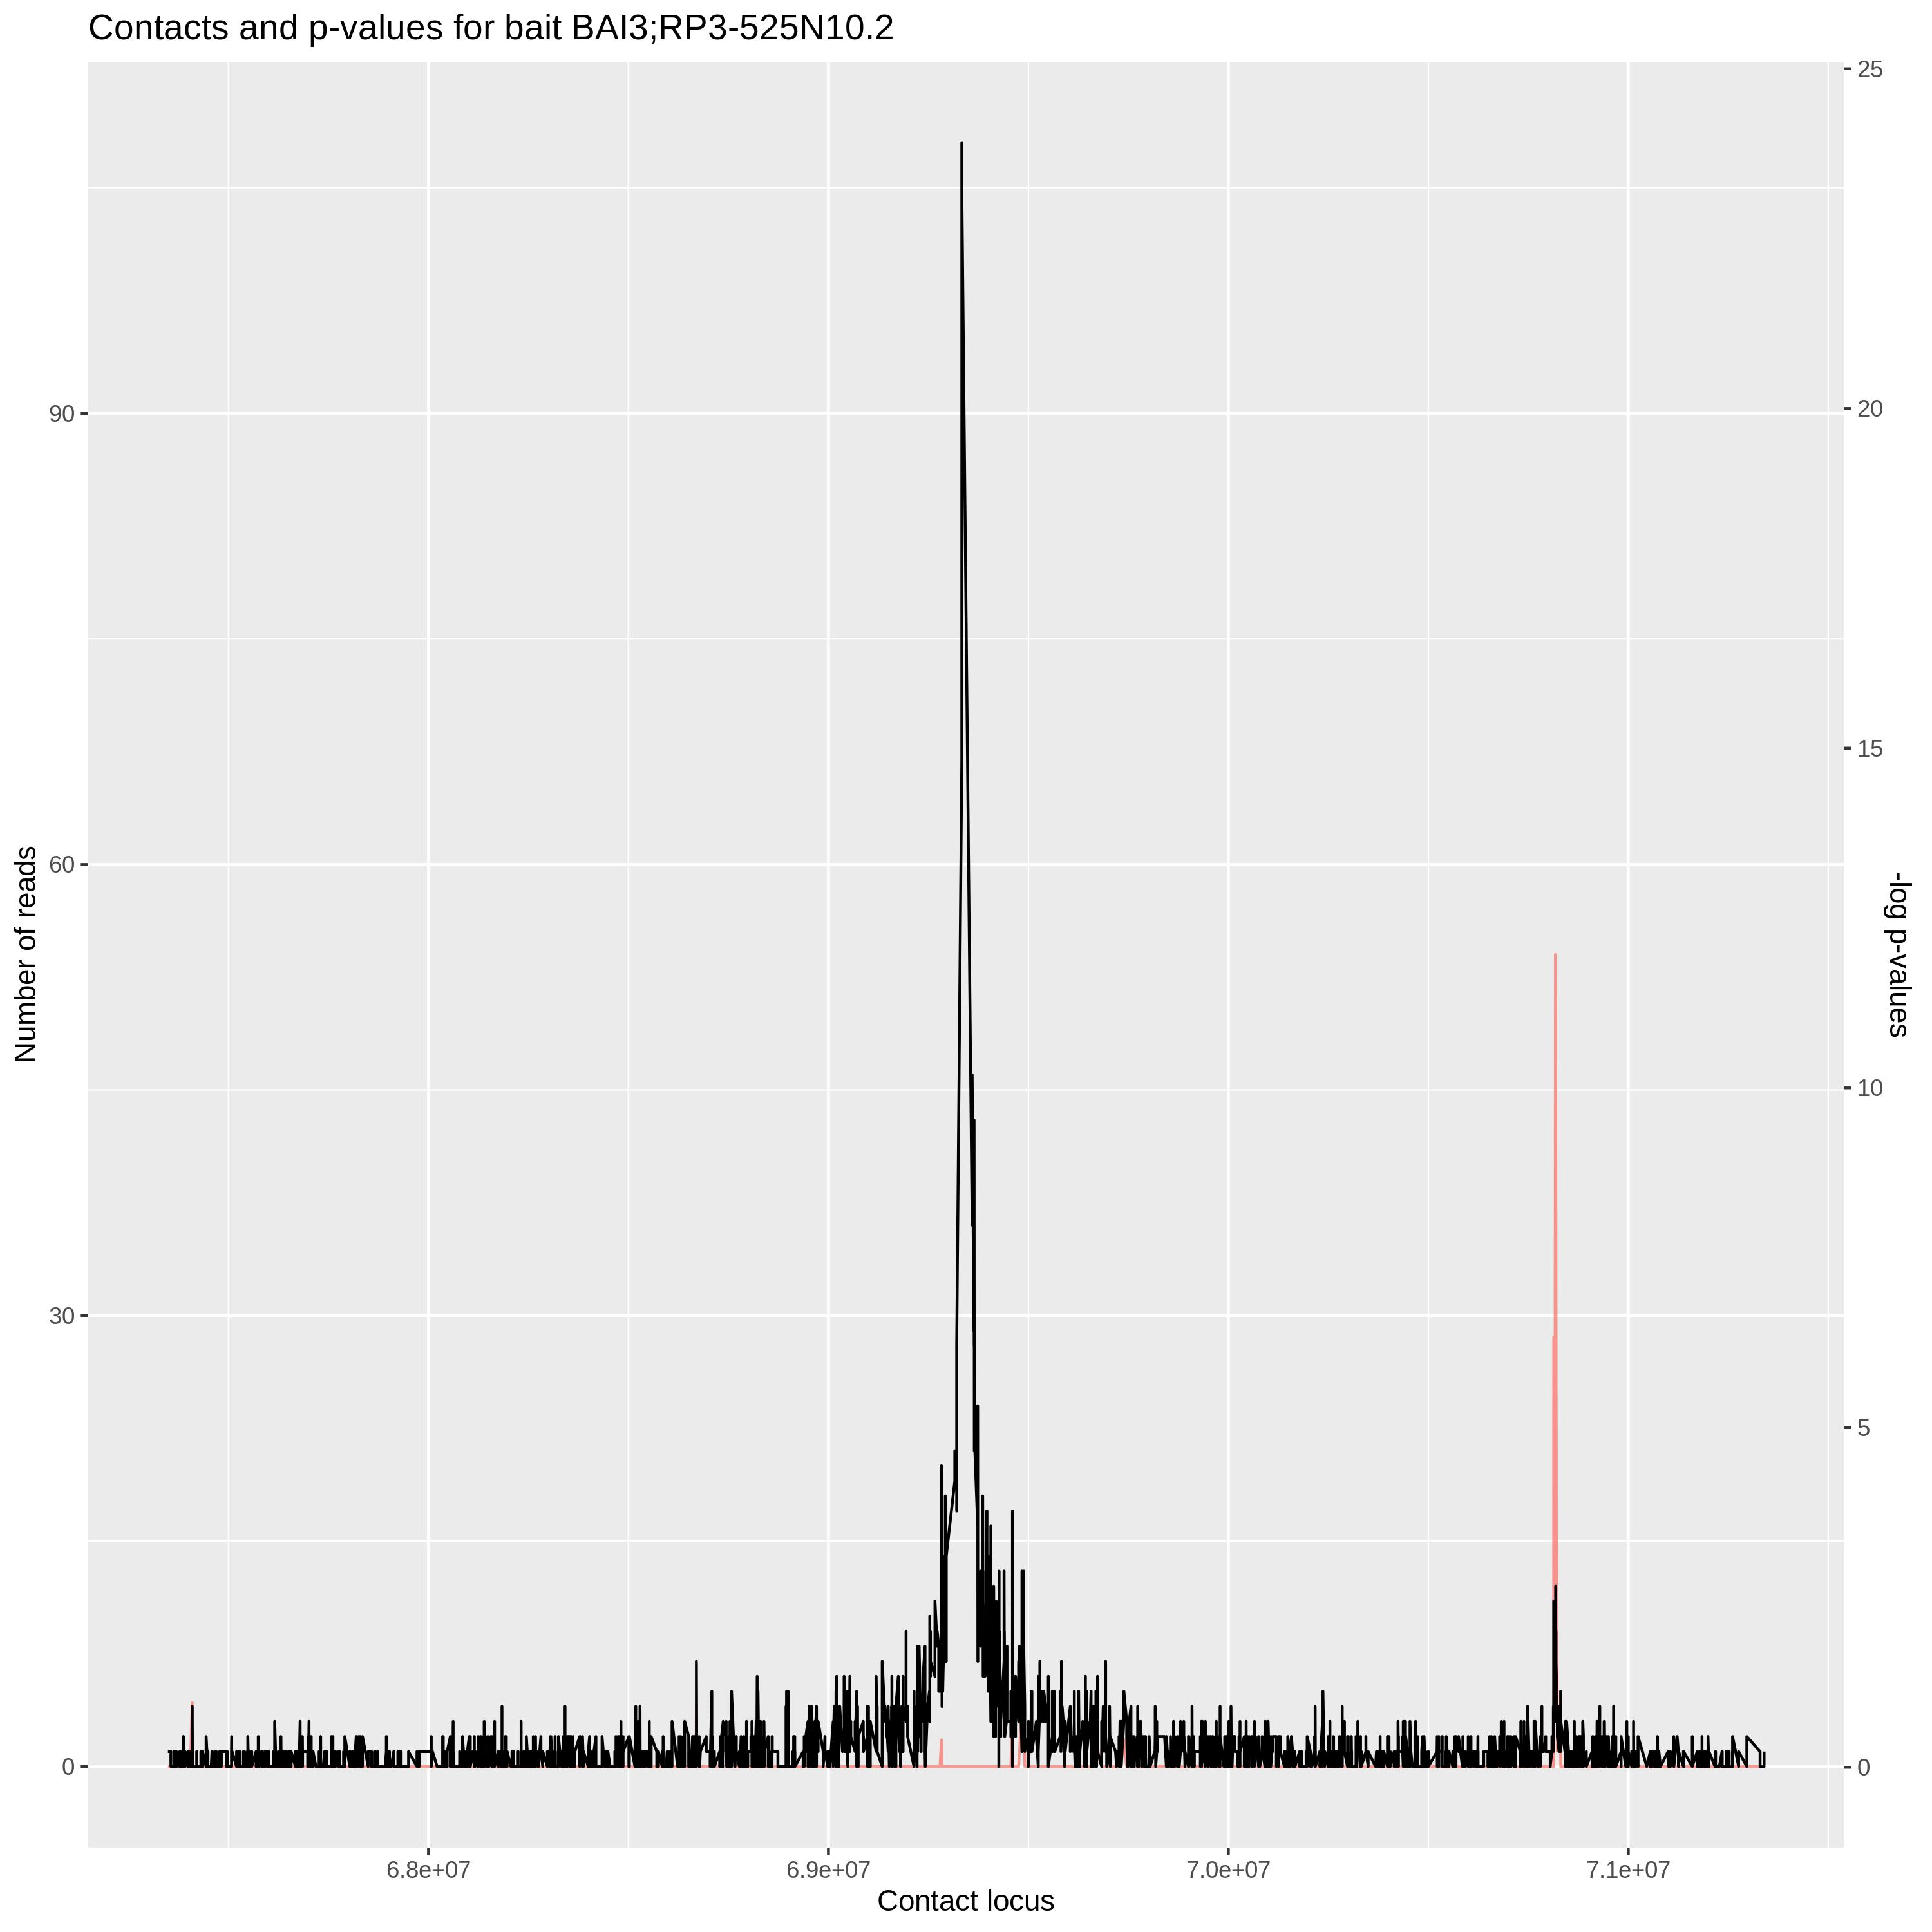 Contacts and p-values for bait BAI3;RP3-525N10.2
25
90
20
15
60
Number of reads
-log p-values
10
30
5
0
0
6.8e+07
6.9e+07
7.0e+07
7.1e+07
Contact locus